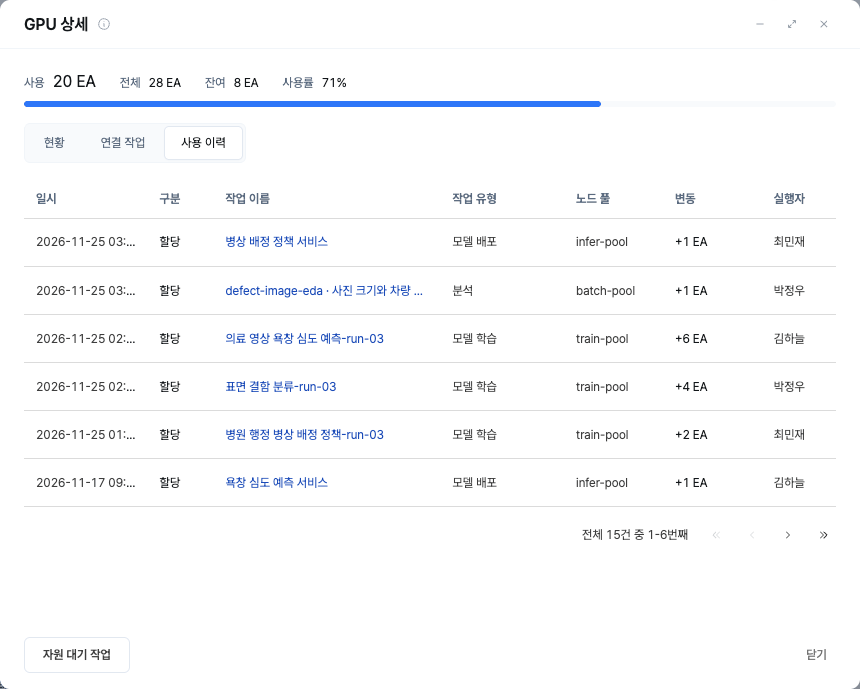 GPU 상세
사용 20 EA 전체 28 EA 잔여 8 EA 사용률 71%
현황 연결 작업 사용 이력
일시 구분 작업 이름 작업 유형 노드 풀 변동 실행자
2026-11-25 03:... 할당 병상 배정 정책 서비스 모델 배포 infer-pool +1 EA 최민재
2026-11-25 03:... 할당 defect-image-eda · 사진 크기와 차량 ... 분석 batch-pool +1 EA 박정우
2026-11-25 02:... 할당 의료 영상 욕창 심도 예측-run-03 모델 학습 train-pool +6 EA 김하늘
2026-11-25 02:... 할당 표면 결함 분류-run-03 모델 학습 train-pool +4 EA 박정우
2026-11-25 01:... 할당 병원 행정 병상 배정 정책-run-03 모델 학습 train-pool +2 EA 최민재
2026-11-17 09:... 할당 욕창 심도 예측 서비스 모델 배포 infer-pool +1 EA 김하늘
전체 15건 중 1-6번째
자원 대기 작업 닫기